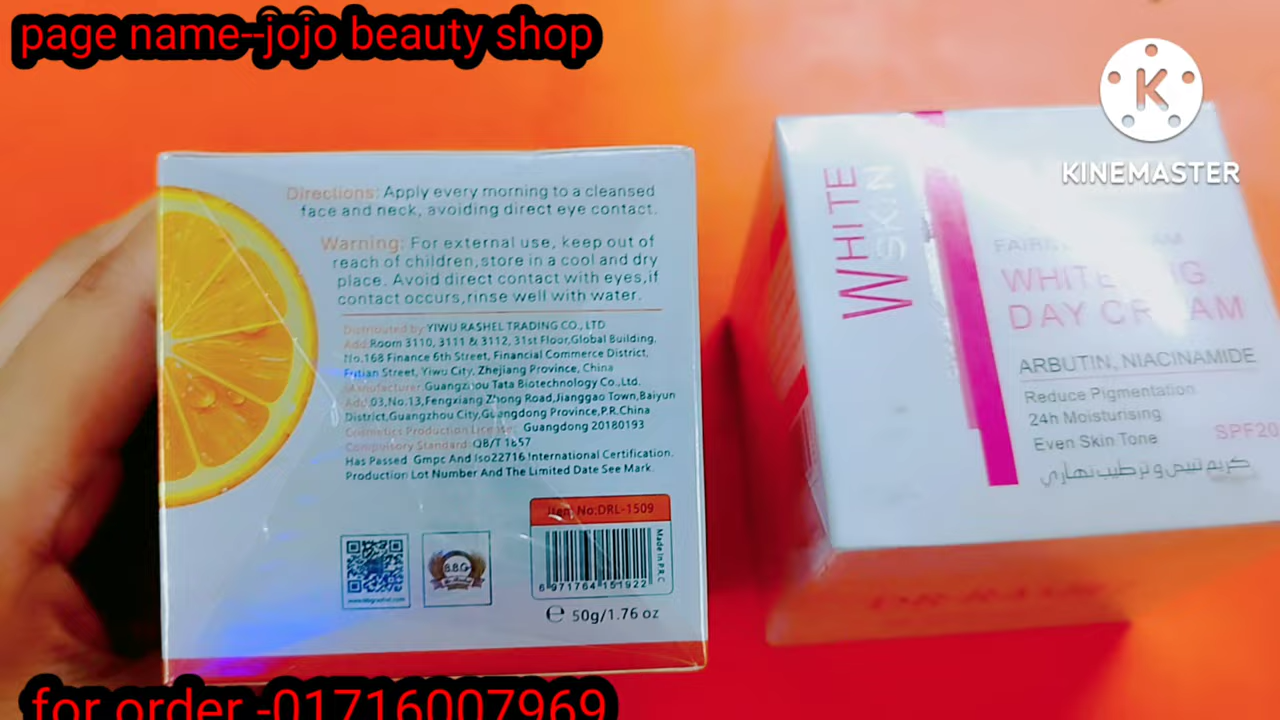 page name--jojo beauty shop
K
KINEMASTER
Directions: Apply every morning to a cleansed
face and neck, avoiding direct eye contact.
Warning: For external use, keep out of
reach of children,store in a cool and dry
place. Avoid direct contact with eyes,if
contact occurs,rinse well with water.
Distributed by: YIWU RASHEL TRADING CO., LTD
Add:Room 3110, 3111 & 3112, 31st Floor,Global Building,
No.168 Finance 6th Street, Financial Commerce District,
Futian Street, Yiwu City, Zhejiang Province, China
Manufacturer:Guangzhou Tata Biotechnology Co.,Ltd.
Add:03,No.13,Fengxiang Zhong Road,Jianggao Town,Baiyun
District,Guangzhou City,Guangdong Province,P.R.China
Cosmetics Production License: Guangdong 20180193
Compulsory Standard: QB/T 1857
Has Passed Gmpc And Iso22716 International Certification.
Production Lot Number And The Limited Date See Mark.
Item No:DRL-1509
Made in P.R.C
6 971764 151922
B.B.G
℮ 50g/1.76 oz
WHITE
SKIN
WHITENING
DAY CREAM
ARBUTIN, NIACINAMIDE
Reduce Pigmentation
24h Moisturising
Even Skin Tone
SPF20
كريم تبييض و ترطيب نهاري
for order -01716007969